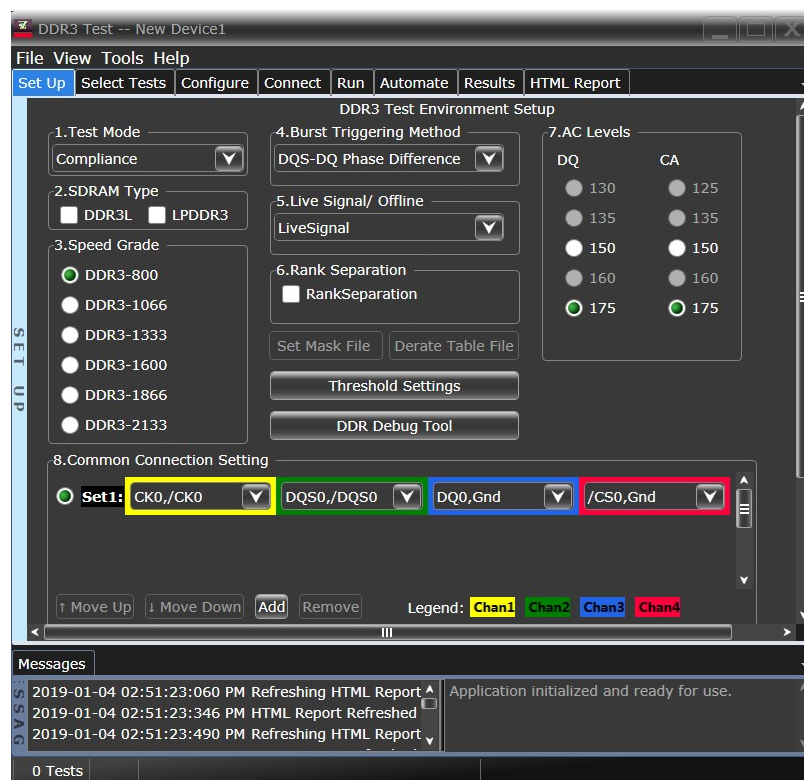 DDR3 Test -- New Device1
File View Tools Help
Set Up Select Tests Configure Connect Run Automate Results HTML Report
DDR3 Test Environment Setup
1.Test Mode
Compliance
2.SDRAM Type
DDR3L LPDDR3
3.Speed Grade
DDR3-800
DDR3-1066
DDR3-1333
DDR3-1600
DDR3-1866
DDR3-2133
4.Burst Triggering Method
DQS-DQ Phase Difference
5.Live Signal/ Offline
LiveSignal
6.Rank Separation
RankSeparation
Set Mask File Derate Table File
Threshold Settings
DDR Debug Tool
7.AC Levels
DQ CA
130 125
135 135
150 150
160 160
175 175
SET UP
8.Common Connection Setting
Set1: CK0,/CK0 DQS0,/DQS0 DQ0,Gnd /CS0,Gnd
↑ Move Up ↓ Move Down Add Remove Legend: Chan1 Chan2 Chan3 Chan4
Messages
2019-01-04 02:51:23:060 PM Refreshing HTML Report
2019-01-04 02:51:23:346 PM HTML Report Refreshed
2019-01-04 02:51:23:490 PM Refreshing HTML Report
Application initialized and ready for use.
SSAG
0 Tests